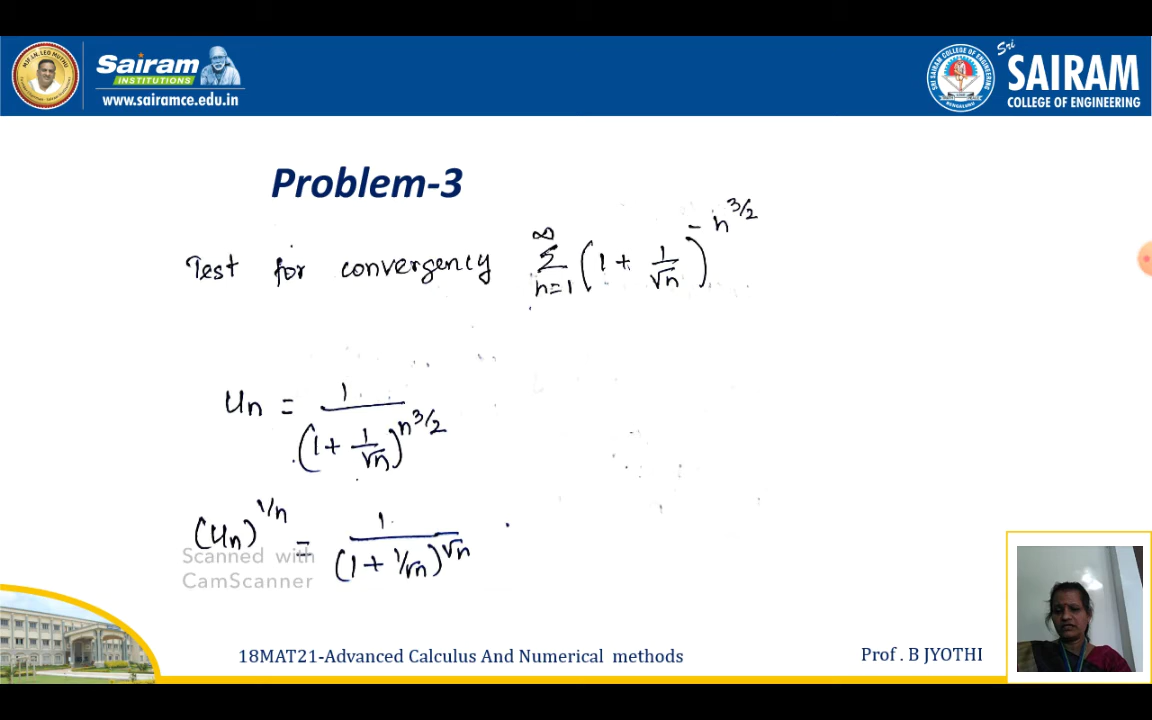 Sairam
INSTITUTIONS
www.sairamce.edu.in
Sri
SAIRAM
COLLEGE OF ENGINEERING
Problem-3
Test for convergency ∑_{n=1}^{∞} (1 + 1/√n)^{-n^{3/2}}
un = 1/(1 + 1/√n)^{n^{3/2}}
(un)^{1/n} = 1/(1 + 1/√n)^{√n}
Scanned with
CamScanner
18MAT21-Advanced Calculus And Numerical methods
Prof . B JYOTHI